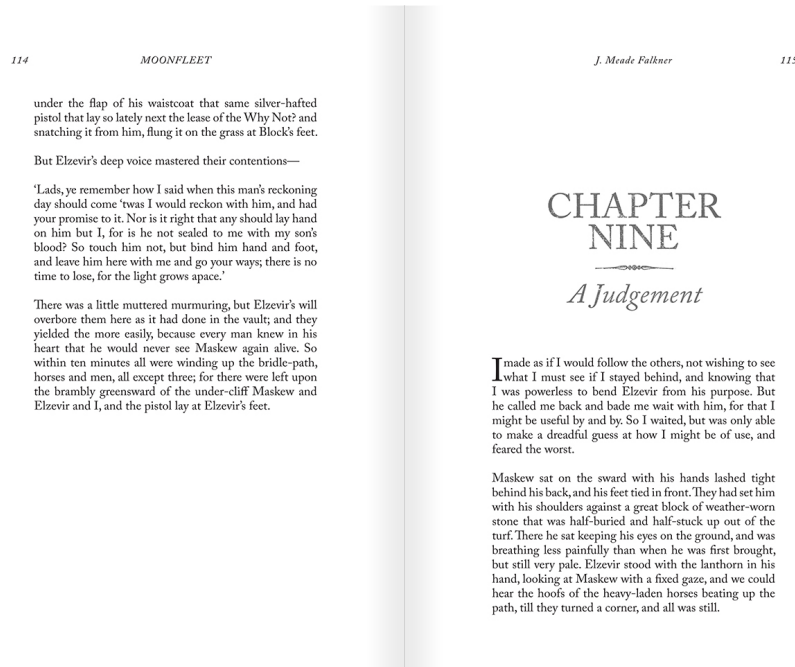 114
MOONFLEET
under the flap of his waistcoat that same silver-hafted
pistol that lay so lately next the lease of the Why Not? and
snatching it from him, flung it on the grass at Block's feet.
But Elzevir's deep voice mastered their contentions—
'Lads, ye remember how I said when this man's reckoning
day should come 'twas I would reckon with him, and had
your promise to it. Nor is it right that any should lay hand
on him but I, for is he not sealed to me with my son's
blood? So touch him not, but bind him hand and foot,
and leave him here with me and go your ways; there is no
time to lose, for the light grows apace.'
There was a little muttered murmuring, but Elzevir's will
overbore them here as it had done in the vault; and they
yielded the more easily, because every man knew in his
heart that he would never see Maskew again alive. So
within ten minutes all were winding up the bridle-path,
horses and men, all except three; for there were left upon
the brambly greensward of the under-cliff Maskew and
Elzevir and I, and the pistol lay at Elzevir's feet.
J. Meade Falkner
115
CHAPTER
NINE
A Judgement
I made as if I would follow the others, not wishing to see
what I must see if I stayed behind, and knowing that
I was powerless to bend Elzevir from his purpose. But
he called me back and bade me wait with him, for that I
might be useful by and by. So I waited, but was only able
to make a dreadful guess at how I might be of use, and
feared the worst.
Maskew sat on the sward with his hands lashed tight
behind his back, and his feet tied in front. They had set him
with his shoulders against a great block of weather-worn
stone that was half-buried and half-stuck up out of the
turf. There he sat keeping his eyes on the ground, and was
breathing less painfully than when he was first brought,
but still very pale. Elzevir stood with the lanthorn in his
hand, looking at Maskew with a fixed gaze, and we could
hear the hoofs of the heavy-laden horses beating up the
path, till they turned a corner, and all was still.